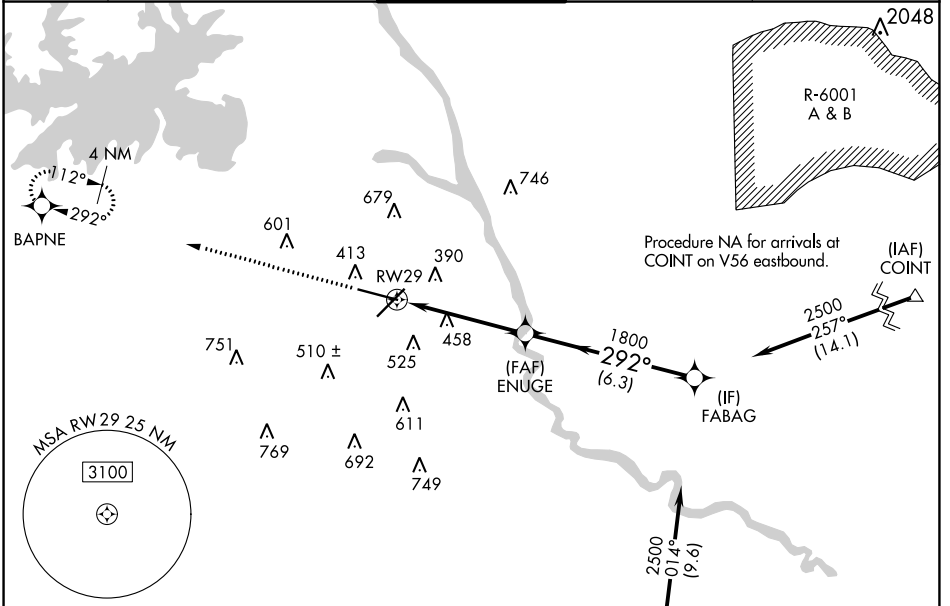 2048
R-6001
A & B
4 NM
112°
292°
BAPNE
746
679
601
413
RW29
390
Procedure NA for arrivals at
COINT on V56 eastbound.
(IAF)
COINT
2500
257°
(14.1)
458
525
751
510 ±
(FAF)
ENUGE
1800
292°
(6.3)
(IF)
FABAG
611
769
692
749
MSA RW29 25 NM
3100
2500
014°
(9.6)